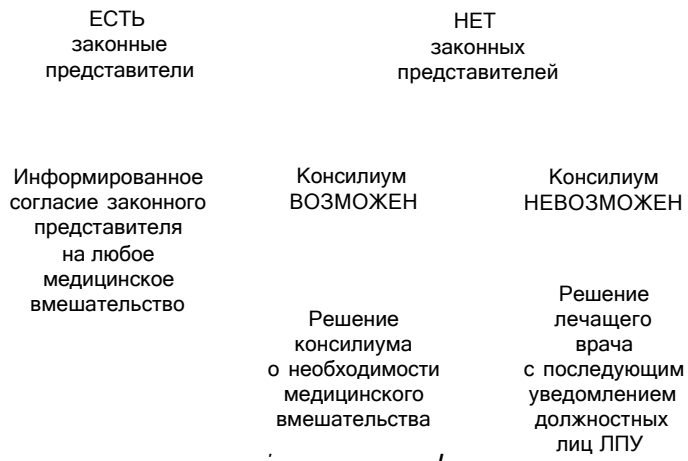 ЕСТЬ
законные
представители
НЕТ
законных
представителей
Информированное
согласие законного
представителя
на любое
медицинское
вмешательство
Консилиум
ВОЗМОЖЕН
Консилиум
НЕВОЗМОЖЕН
Решение
консилиума
о необходимости
медицинского
вмешательства
Решение
лечащего
врача
с последующим
уведомлением
должностных
лиц ЛПУ